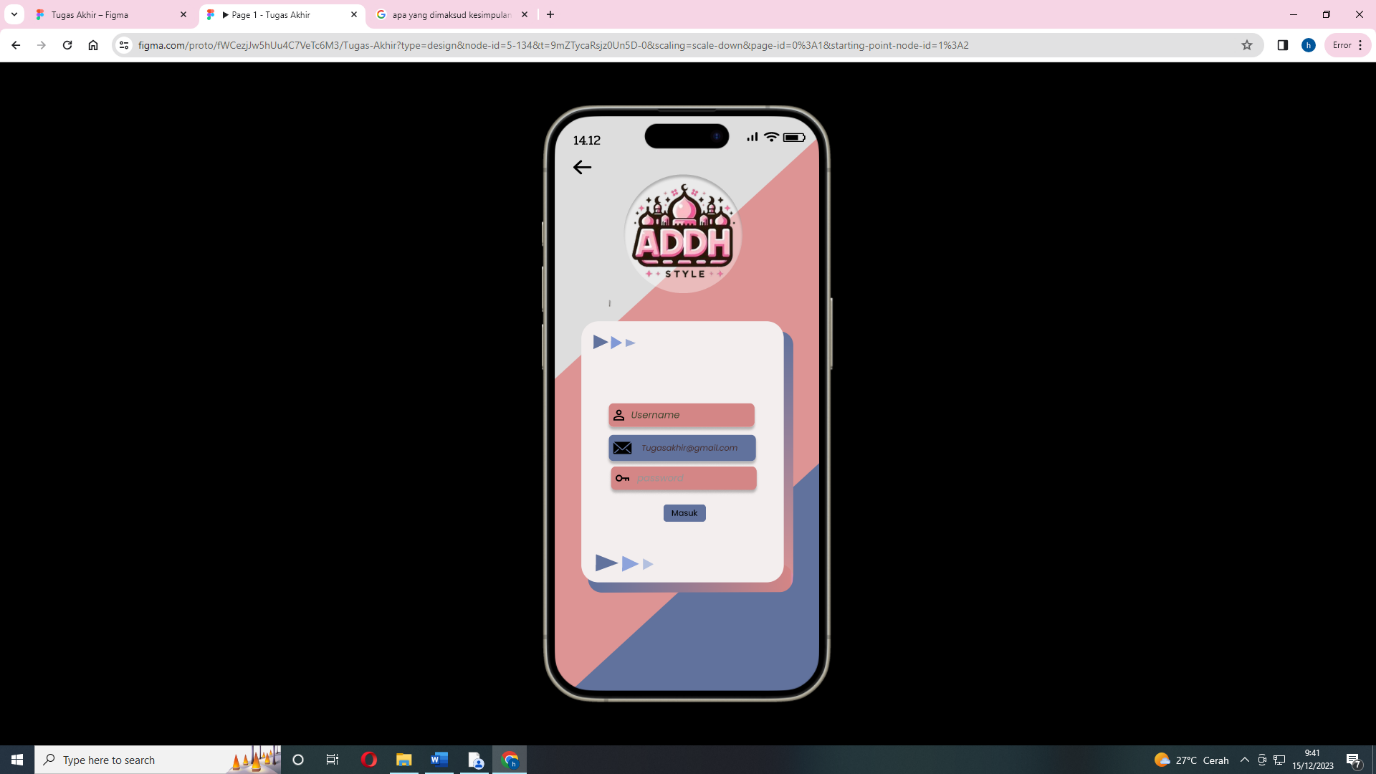 Tugas Akhir – Figma
Page 1 - Tugas Akhir
apa yang dimaksud kesimpulan
figma.com/proto/fWCezjJw5hUu4C7VeTc6M3/Tugas-Akhir?type=design&node-id=5-134&t=9mZTycaRsjz0Un5D-0&scaling=scale-down&page-id=0%3A1&starting-point-node-id=1%3A2
h
Error
14.12
ADDH
STYLE
Username
Tugasakhir@gmail.com
password
Masuk
Type here to search
27°C Cerah
9:41
15/12/2023
7